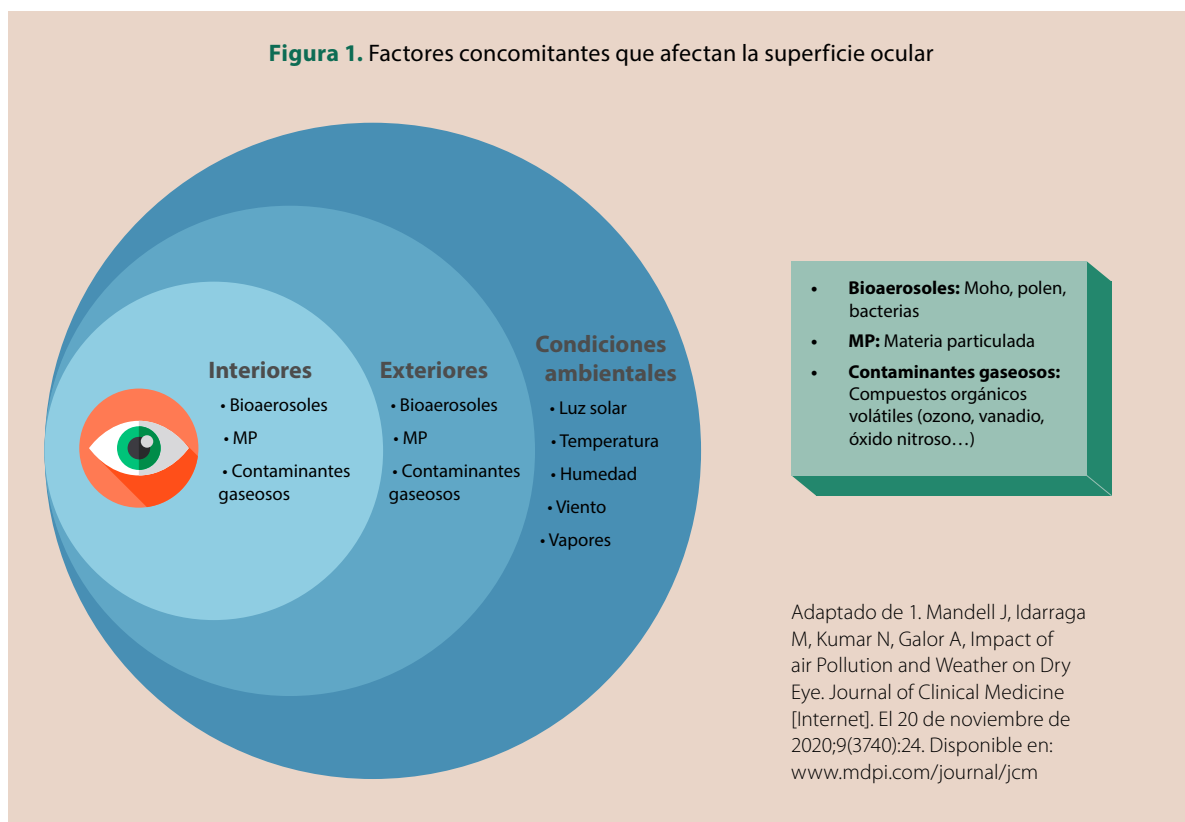 Figura 1. Factores concomitantes que afectan la superficie ocular
Interiores
• Bioaerosoles
• MP
• Contaminantes
gaseosos
Exteriores
• Bioaerosoles
• MP
• Contaminantes
gaseosos
Condiciones
ambientales
• Luz solar
• Temperatura
• Humedad
• Viento
• Vapores
• Bioaerosoles: Moho, polen,
bacterias
• MP: Materia particulada
• Contaminantes gaseosos:
Compuestos orgánicos
volátiles (ozono, vanadio,
óxido nitroso…)
Adaptado de 1. Mandell J, Idarraga
M, Kumar N, Galor A, Impact of
air Pollution and Weather on Dry
Eye. Journal of Clinical Medicine
[Internet]. El 20 de noviembre de
2020;9(3740):24. Disponible en:
www.mdpi.com/journal/jcm